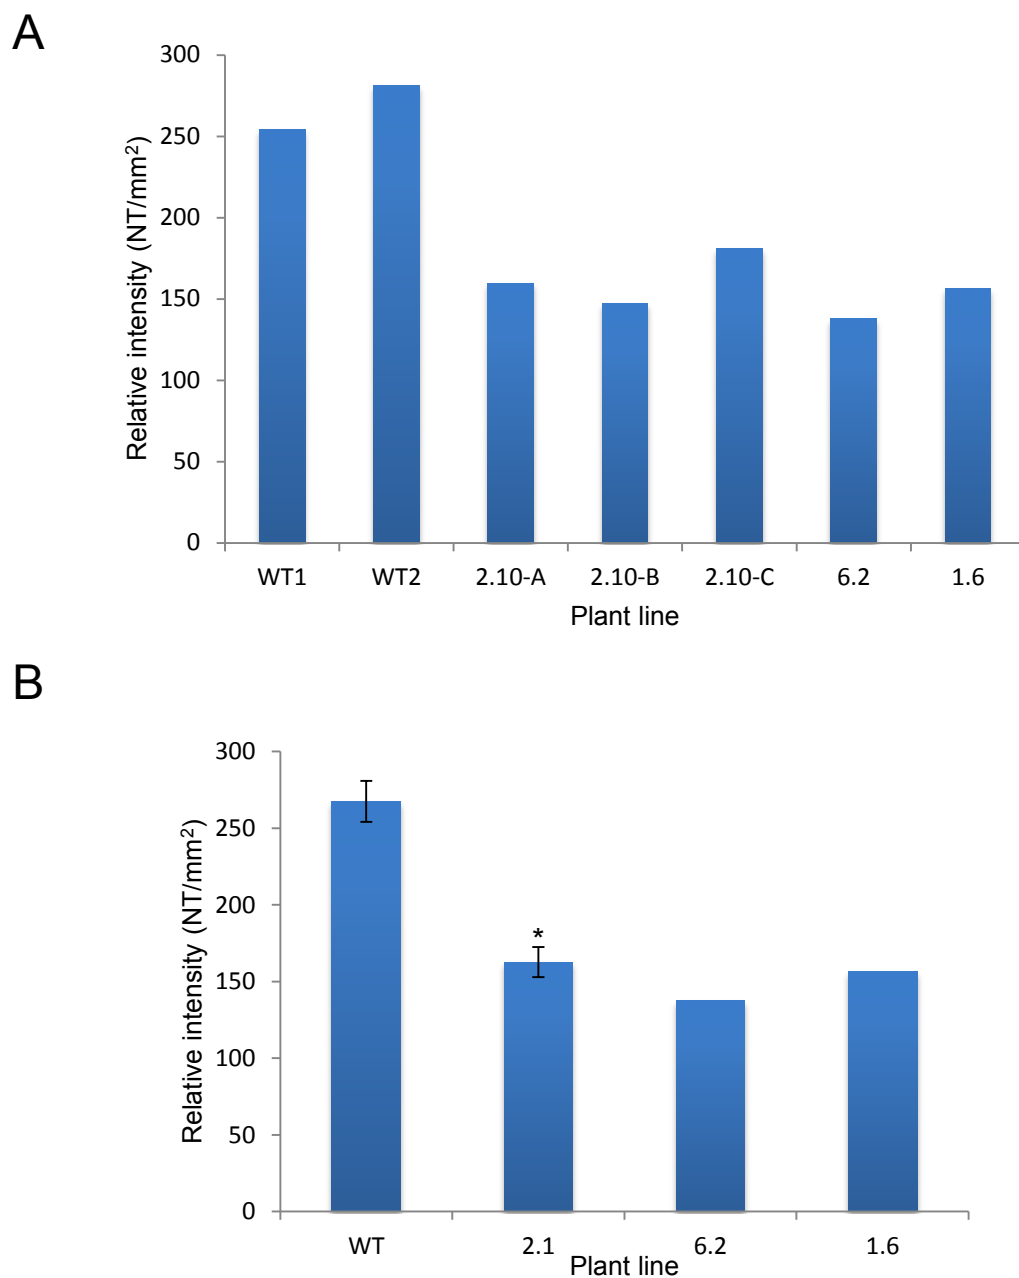 A
300
250
200
150
100
50
0
Relative intensity (NT/mm²)
WT1 WT2 2.10-A 2.10-B 2.10-C 6.2 1.6
Plant line
B
300
250
200
150
100
50
0
Relative intensity (NT/mm²)
*
WT 2.1 6.2 1.6
Plant line